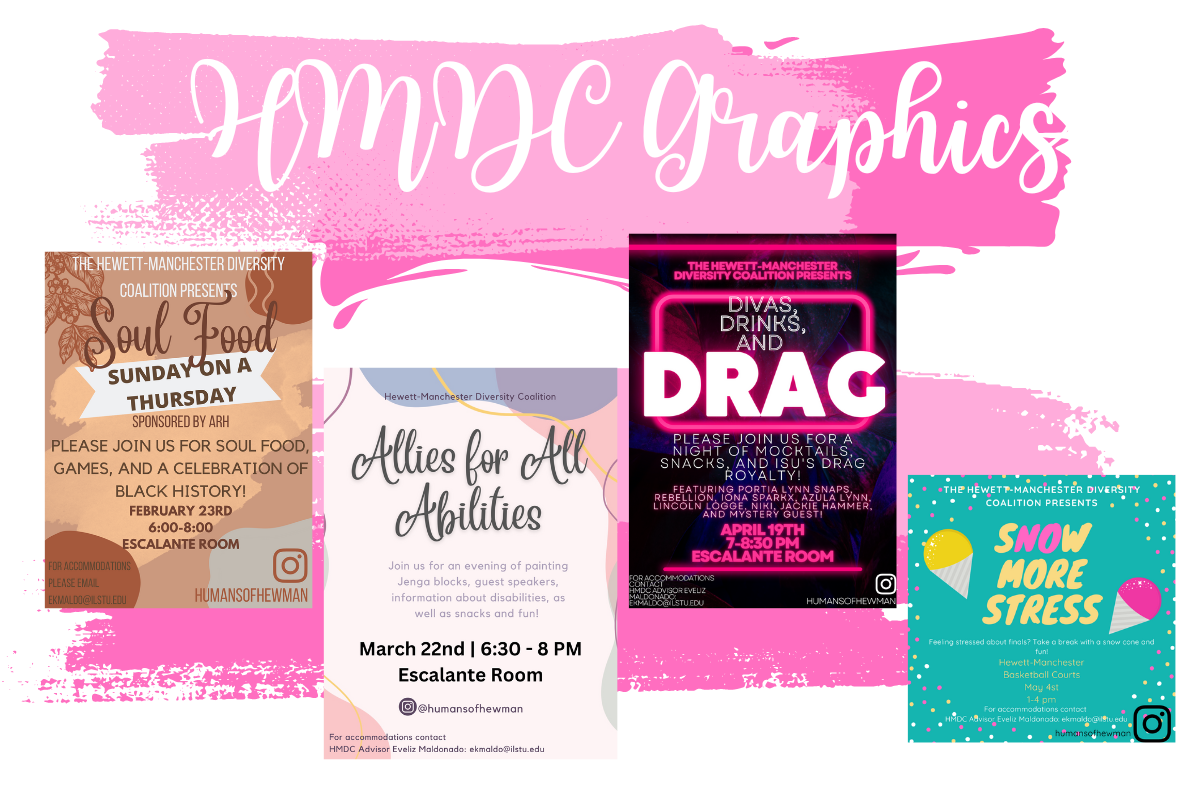 HMDC Graphics
THE HEWETT-MANCHESTER DIVERSITY
COALITION PRESENTS
Soul Food
SUNDAY ON A
THURSDAY
SPONSORED BY ARH
PLEASE JOIN US FOR SOUL FOOD,
GAMES, AND A CELEBRATION OF
BLACK HISTORY!
FEBRUARY 23RD
6:00-8:00
ESCALANTE ROOM
FOR ACCOMMODATIONS
PLEASE EMAIL
EKMALDO@ILSTU.EDU
HUMANSOFHEWMAN
Hewett-Manchester Diversity Coalition
Allies for All
Abilities
Join us for an evening of painting
Jenga blocks, guest speakers,
information about disabilities, as
well as snacks and fun!
March 22nd | 6:30 - 8 PM
Escalante Room
@humansofhewman
For accommodations contact
HMDC Advisor Eveliz Maldonado: ekmaldo@ilstu.edu
THE HEWETT-MANCHESTER
DIVERSITY COALITION PRESENTS
DIVAS,
DRINKS,
AND
DRAG
PLEASE JOIN US FOR A
NIGHT OF MOCKTAILS,
SNACKS, AND ISU'S DRAG
ROYALTY!
FEATURING PORTIA LYNN SNAPS,
REBELLION, IONA SPARKX, AZULA LYNN,
LINCOLN LOGGE, NIKI, JACKIE HAMMER,
AND MYSTERY GUEST!
APRIL 19TH
7-8:30 PM
ESCALANTE ROOM
FOR ACCOMMODATIONS
CONTACT
HMDC ADVISOR EVELIZ
MALDONADO:
EKMALDO@ILSTU.EDU
HUMANSOFHEWMAN
THE HEWETT-MANCHESTER DIVERSITY
COALITION PRESENTS
SNOW
MORE
STRESS
Feeling stressed about finals? Take a break with a snow cone and
fun!
Hewett-Manchester
Basketball Courts
May 4st
1-4 pm
For accommodations contact
HMDC Advisor Eveliz Maldonado: ekmaldo@ilstu.edu
humansofhewman